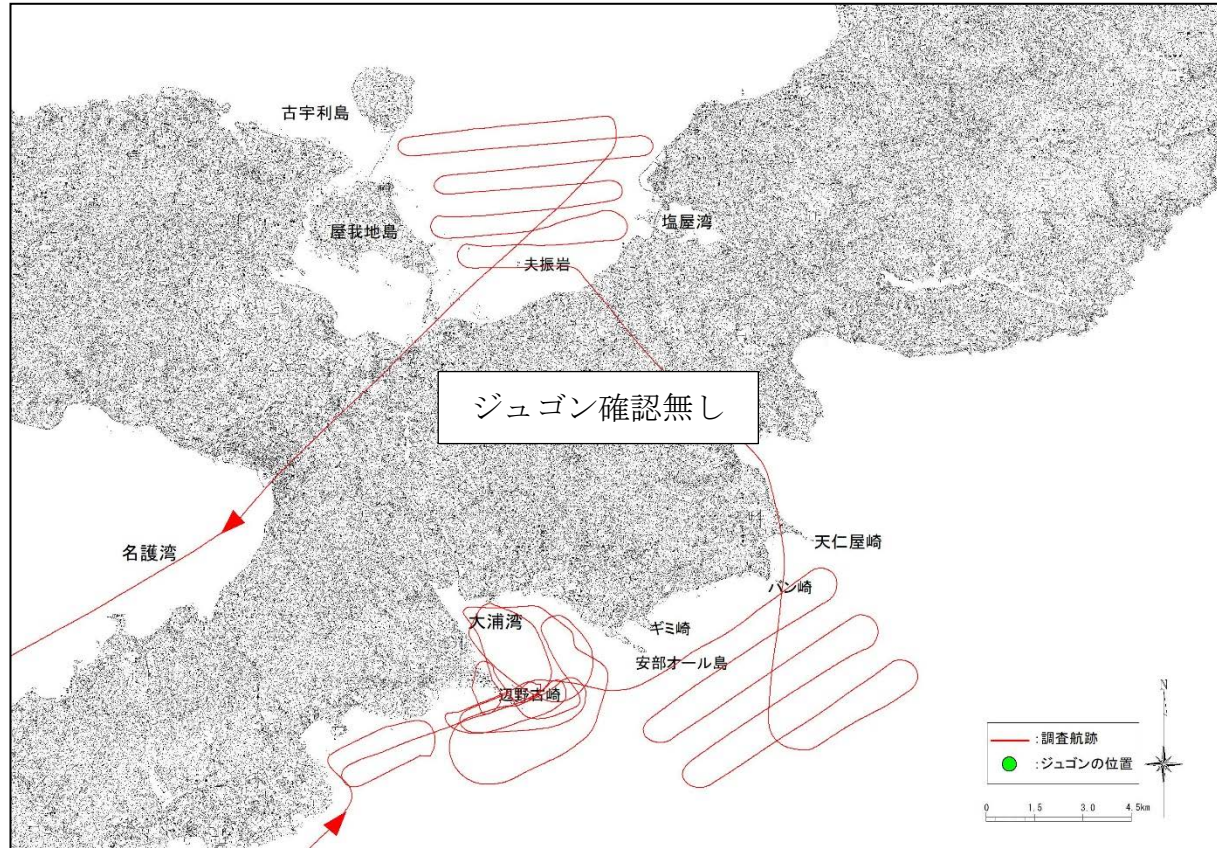 古宇利島
屋我地島
塩屋湾
夫振岩
ジュゴン確認無し
名護湾
天仁屋崎
バン崎
大浦湾
ギミ崎
安部オール島
辺野古崎
N
:調査航跡
:ジュゴンの位置
0 1.5 3.0 4.5km